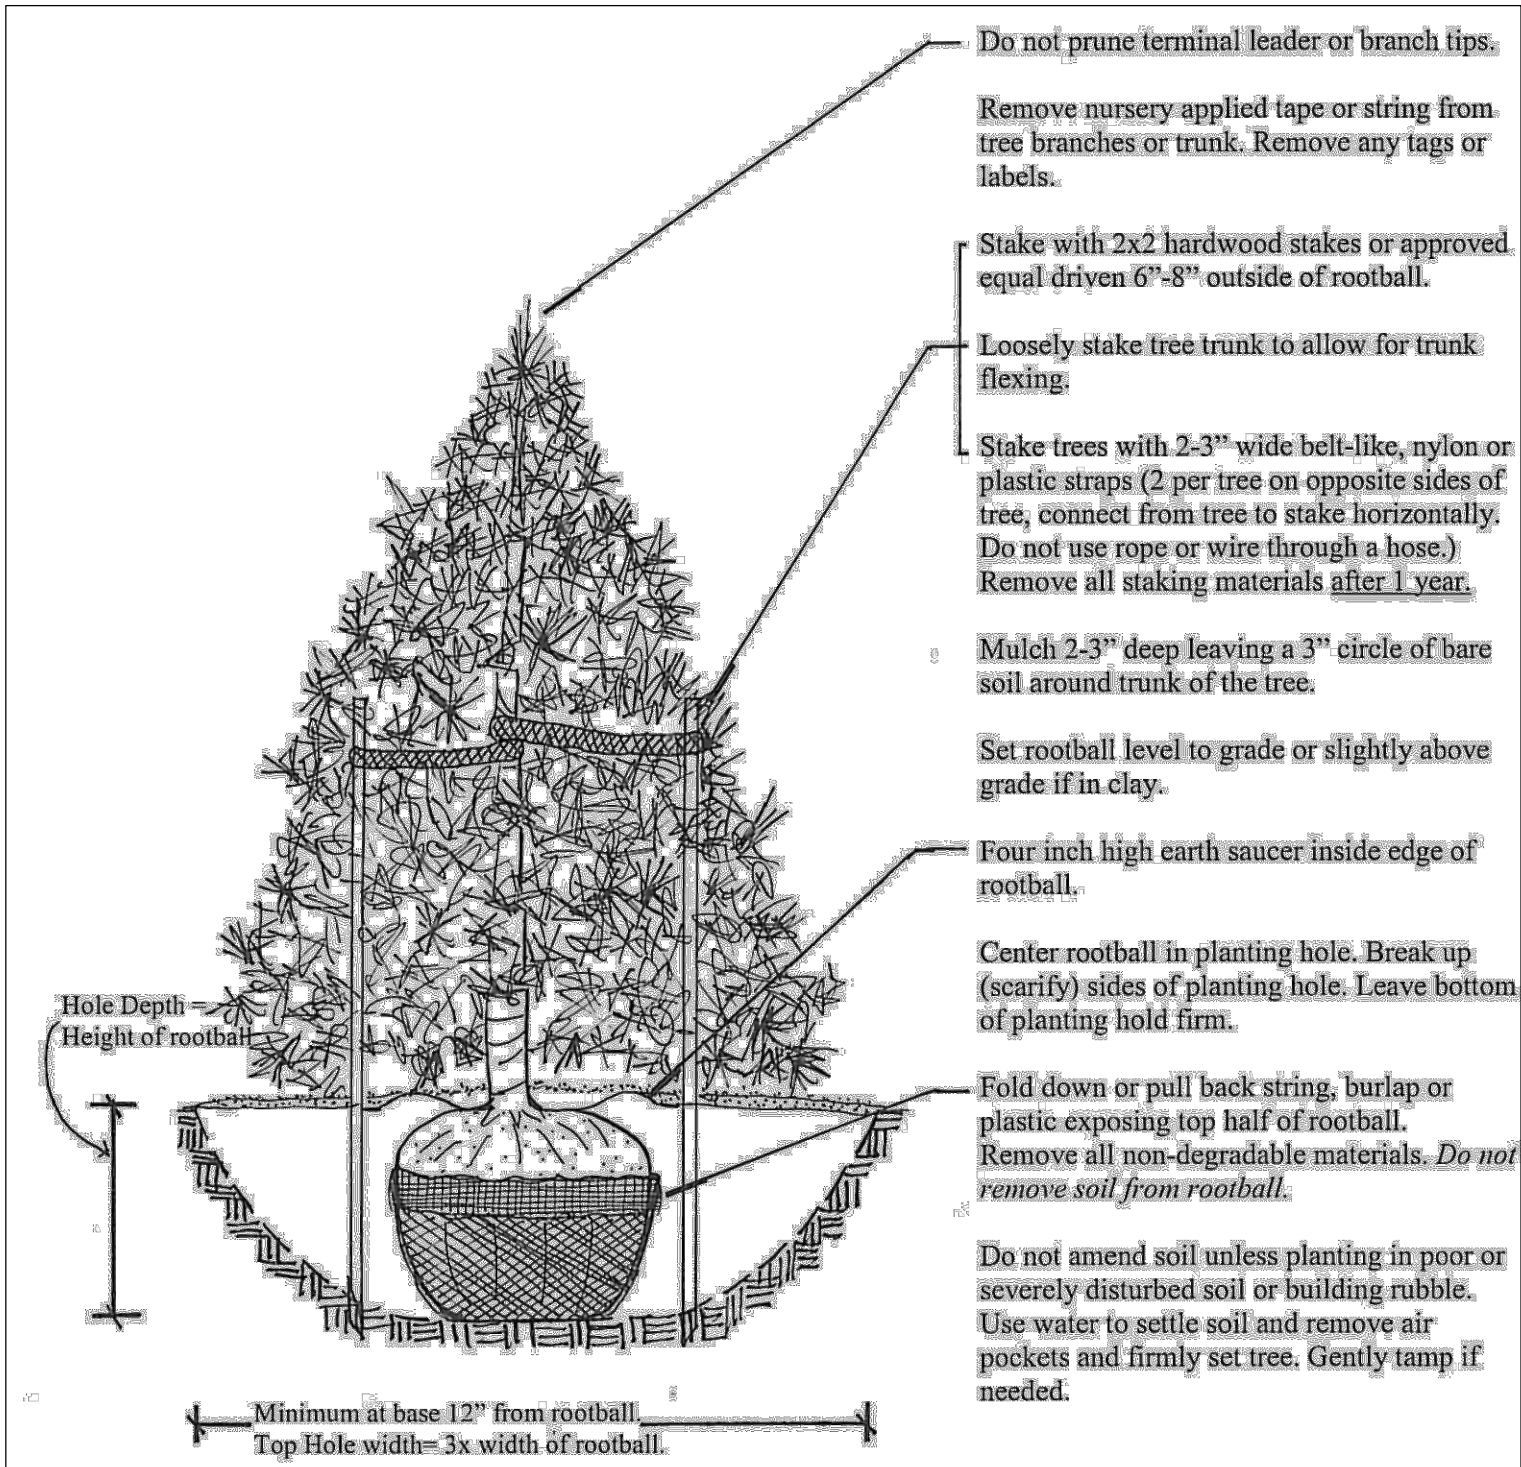 Do not prune terminal leader or branch tips.
Remove nursery applied tape or string from
tree branches or trunk. Remove any tags or
labels.
Stake with 2x2 hardwood stakes or approved
equal driven 6”-8” outside of rootball.
Loosely stake tree trunk to allow for trunk
flexing.
Stake trees with 2-3” wide belt-like, nylon or
plastic straps (2 per tree on opposite sides of
tree, connect from tree to stake horizontally.
Do not use rope or wire through a hose.)
Remove all staking materials after 1 year.
Mulch 2-3” deep leaving a 3” circle of bare
soil around trunk of the tree.
Set rootball level to grade or slightly above
grade if in clay.
Four inch high earth saucer inside edge of
rootball.
Center rootball in planting hole. Break up
(scarify) sides of planting hole. Leave bottom
of planting hold firm.
Fold down or pull back string, burlap or
plastic exposing top half of rootball.
Remove all non-degradable materials. Do not
remove soil from rootball.
Do not amend soil unless planting in poor or
severely disturbed soil or building rubble.
Use water to settle soil and remove air
pockets and firmly set tree. Gently tamp if
needed.
Hole Depth =
Height of rootball
Minimum at base 12” from rootball.
Top Hole width= 3x width of rootball.